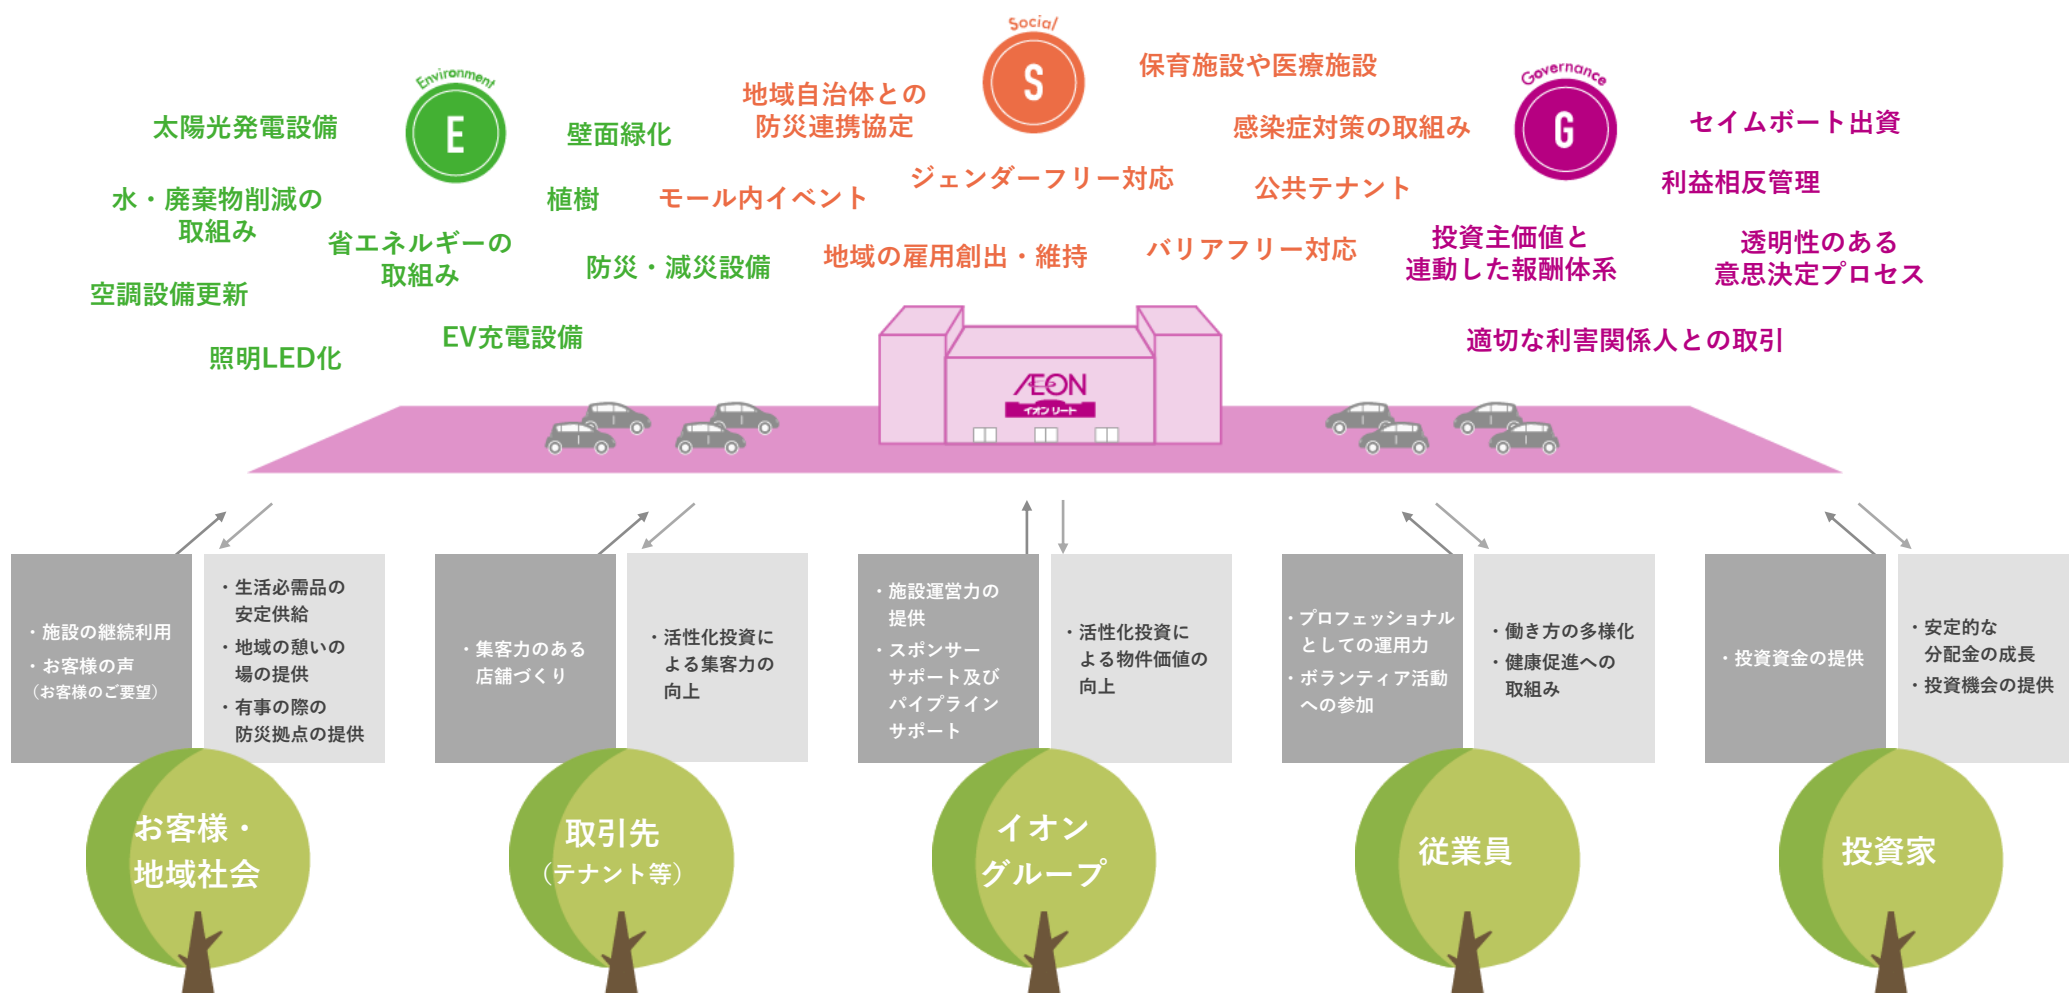 Environment
E
太陽光発電設備
壁面緑化
水・廃棄物削減の
取組み
植樹
省エネルギーの
取組み
防災・減災設備
空調設備更新
EV充電設備
照明LED化
Social
S
保育施設や医療施設
地域自治体との
防災連携協定
感染症対策の取組み
ジェンダーフリー対応
モール内イベント
公共テナント
地域の雇用創出・維持
バリアフリー対応
Governance
G
セイムボート出資
利益相反管理
投資主価値と
連動した報酬体系
透明性のある
意思決定プロセス
適切な利害関係人との取引
ÆON
イオン リート
・施設の継続利用
・お客様の声
（お客様のご要望）
・生活必需品の
安定供給
・地域の憩いの
場の提供
・有事の際の
防災拠点の提供
お客様・
地域社会
・集客力のある
店舗づくり
・活性化投資に
よる集客力の
向上
取引先
（テナント等）
・施設運営力の
提供
・スポンサー
サポート及び
パイプライン
サポート
・活性化投資に
よる物件価値の
向上
イオン
グループ
・プロフェッショナル
としての運用力
・ボランティア活動
への参加
・働き方の多様化
・健康促進への
取組み
従業員
・投資資金の提供
・安定的な
分配金の成長
・投資機会の提供
投資家